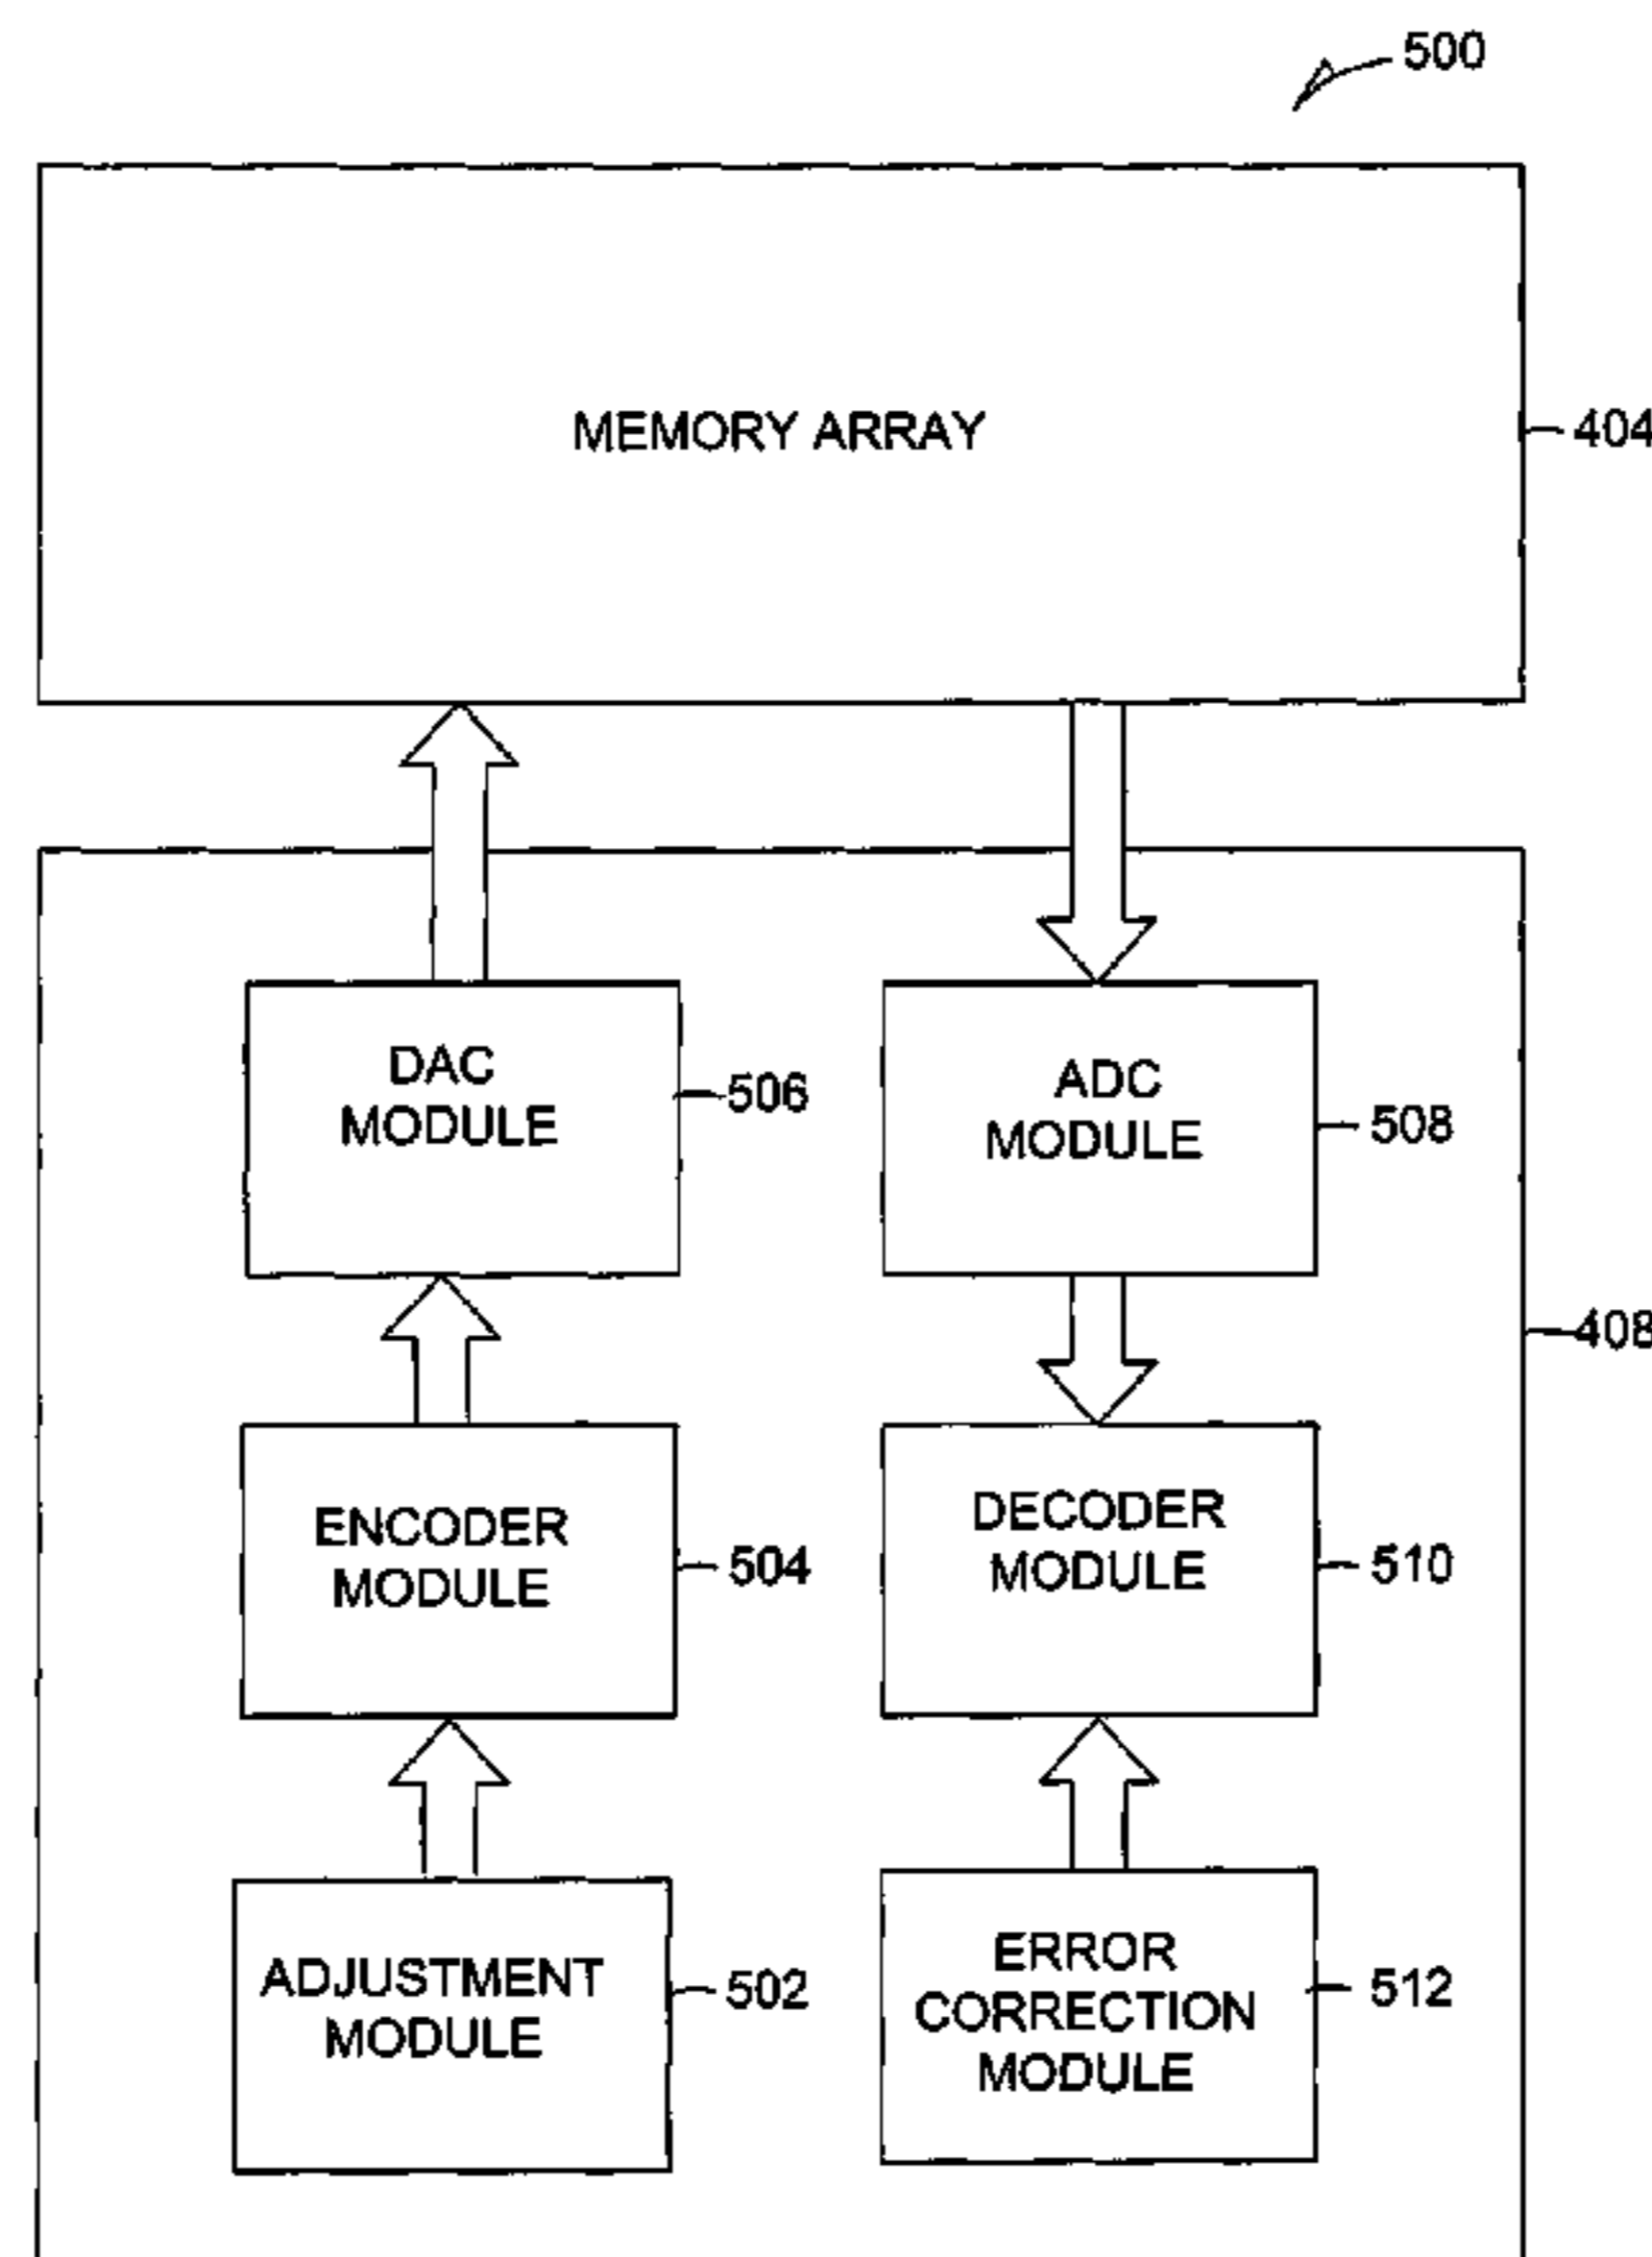 500
MEMORY ARRAY
404
DAC
MODULE
506
ADC
MODULE
508
408
ENCODER
MODULE
504
DECODER
MODULE
510
ADJUSTMENT
MODULE
502
ERROR
CORRECTION
MODULE
512